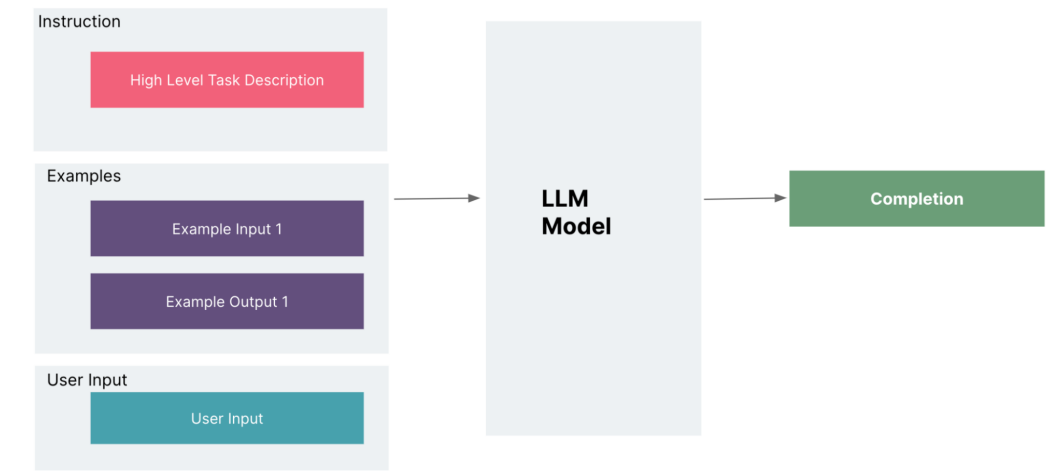 Instruction
High Level Task Description
Examples
Example Input 1
Example Output 1
User Input
User Input
LLM
Model
Completion